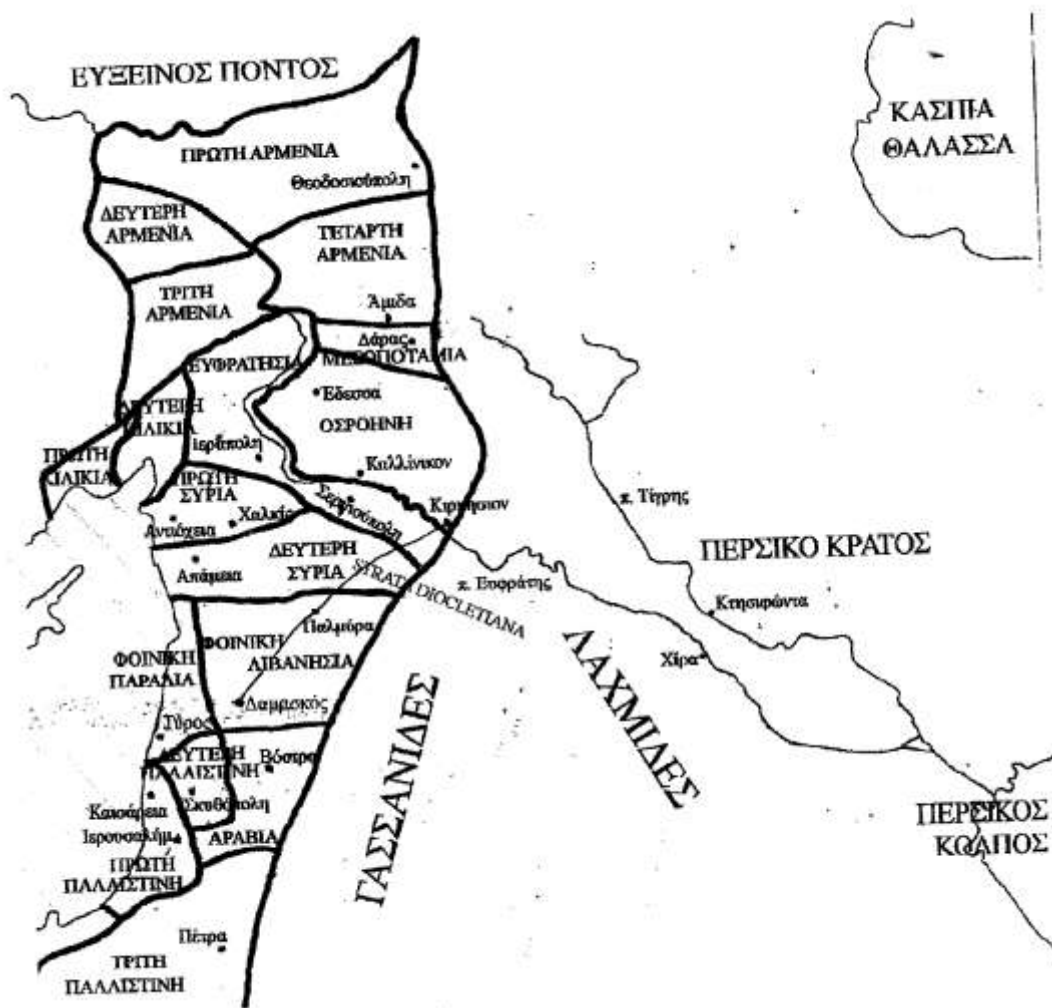 ΕΥΞΕΙΝΟΣ ΠΟΝΤΟΣ
ΚΑΣΠΙΑ
ΘΑΛΑΣΣΑ
ΠΡΩΤΗ ΑΡΜΕΝΙΑ
Θεοδοσιούπολη
ΔΕΥΤΕΡΗ
ΑΡΜΕΝΙΑ
ΤΕΤΑΡΤΗ
ΑΡΜΕΝΙΑ
ΤΡΙΤΗ
ΑΡΜΕΝΙΑ
Άμιδα
Δάρας
ΜΕΣΟΠΟΤΑΜΙΑ
ΕΥΦΡΑΤΗΣΙΑ
Έδεσσα
ΟΣΡΟΗΝΗ
ΔΕΥΤΕΡΗ
ΚΙΛΙΚΙΑ
Ιεράπολη
ΠΡΩΤΗ
ΚΙΛΙΚΙΑ
Καλλίνικον
ΠΡΩΤΗ
ΣΥΡΙΑ
Σεργιούπολη
Κιρκήσιον
π. Τίγρης
Αντιόχεια
Χαλκίς
ΔΕΥΤΕΡΗ
ΣΥΡΙΑ
Απάμεια
ΠΕΡΣΙΚΟ ΚΡΑΤΟΣ
STRATA DIOCLETIANA
π. Ευφράτης
Κτησιφώντα
Παλμύρα
ΦΟΙΝΙΚΗ
ΛΙΒΑΝΗΣΙΑ
ΦΟΙΝΙΚΗ
ΠΑΡΑΛΙΑ
Χίρα
ΛΑΧΜΙΔΕΣ
ΓΑΣΣΑΝΙΔΕΣ
Δαμασκός
Τύρος
ΔΕΥΤΕΡΗ
ΠΑΛΑΙΣΤΙΝΗ
Βόστρα
Σκυθόπολη
Καισάρεια
Ιερουσαλήμ
ΑΡΑΒΙΑ
ΠΕΡΣΙΚΟΣ
ΚΟΛΠΟΣ
ΠΡΩΤΗ
ΠΑΛΑΙΣΤΙΝΗ
Πέτρα
ΤΡΙΤΗ
ΠΑΛΑΙΣΤΙΝΗ